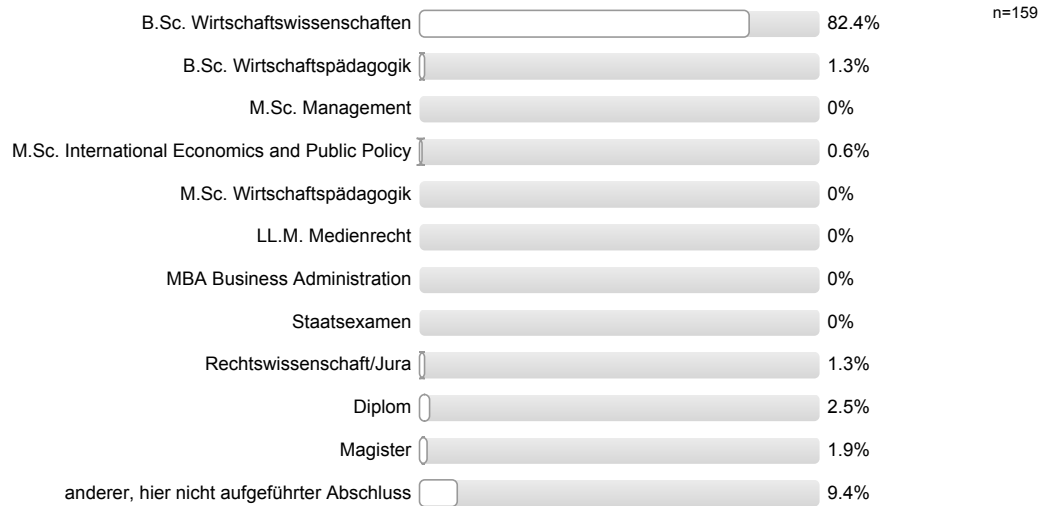 B.Sc. Wirtschaftswissenschaften 82.4% n=159
B.Sc. Wirtschaftspädagogik 1.3%
M.Sc. Management 0%
M.Sc. International Economics and Public Policy 0.6%
M.Sc. Wirtschaftspädagogik 0%
LL.M. Medienrecht 0%
MBA Business Administration 0%
Staatsexamen 0%
Rechtswissenschaft/Jura 1.3%
Diplom 2.5%
Magister 1.9%
anderer, hier nicht aufgeführter Abschluss 9.4%